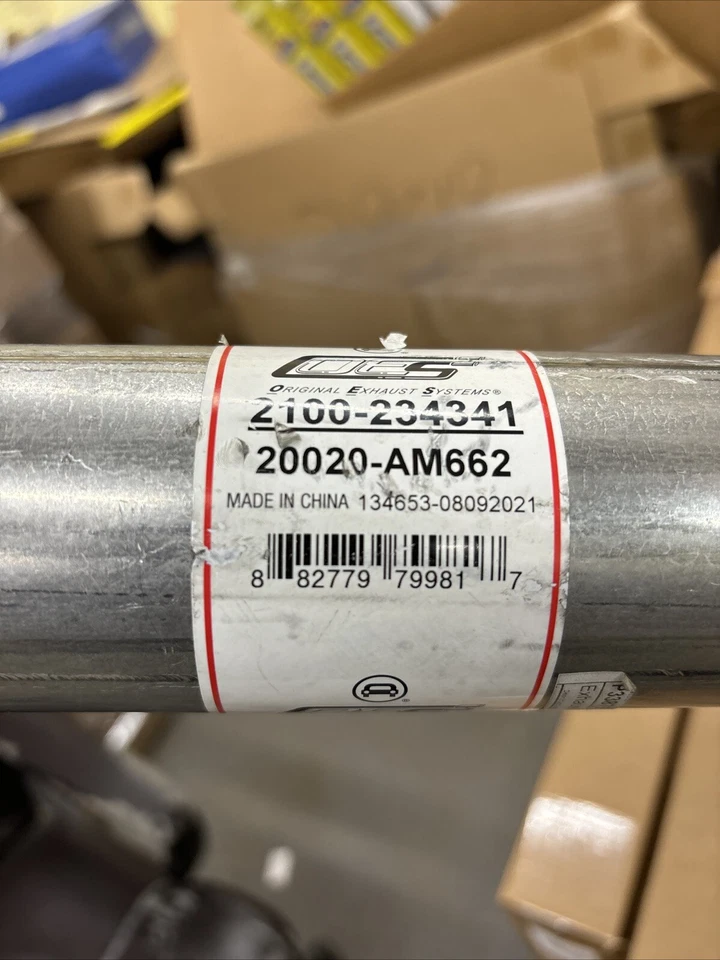 OES
ORIGINAL EXHAUST SYSTEMS®
2100-234341
20020-AM662
MADE IN CHINA 134653-08092021
8 82779 79981 7
®